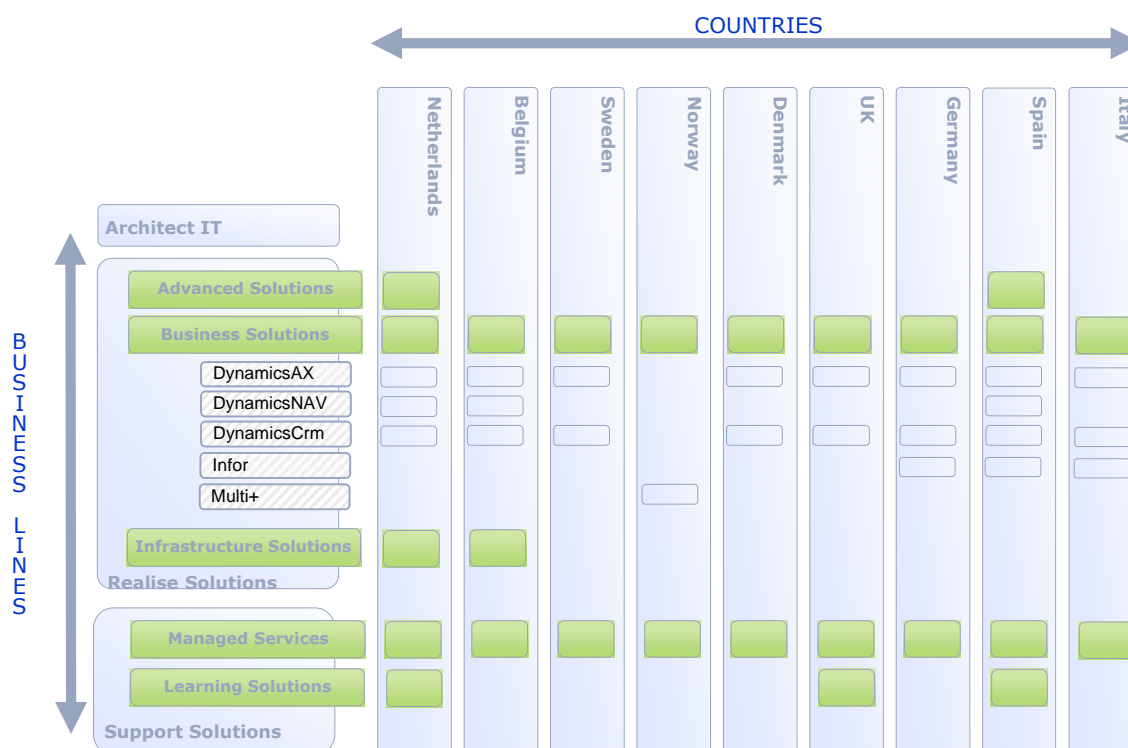 COUNTRIES
Netherlands
Belgium
Sweden
Norway
Denmark
UK
Germany
Spain
Italy
Architect IT
Advanced Solutions
Business Solutions
DynamicsAX
DynamicsNAV
DynamicsCrm
Infor
Multi+
Infrastructure Solutions
Realise Solutions
Managed Services
Learning Solutions
Support Solutions
BUSINESS LINES